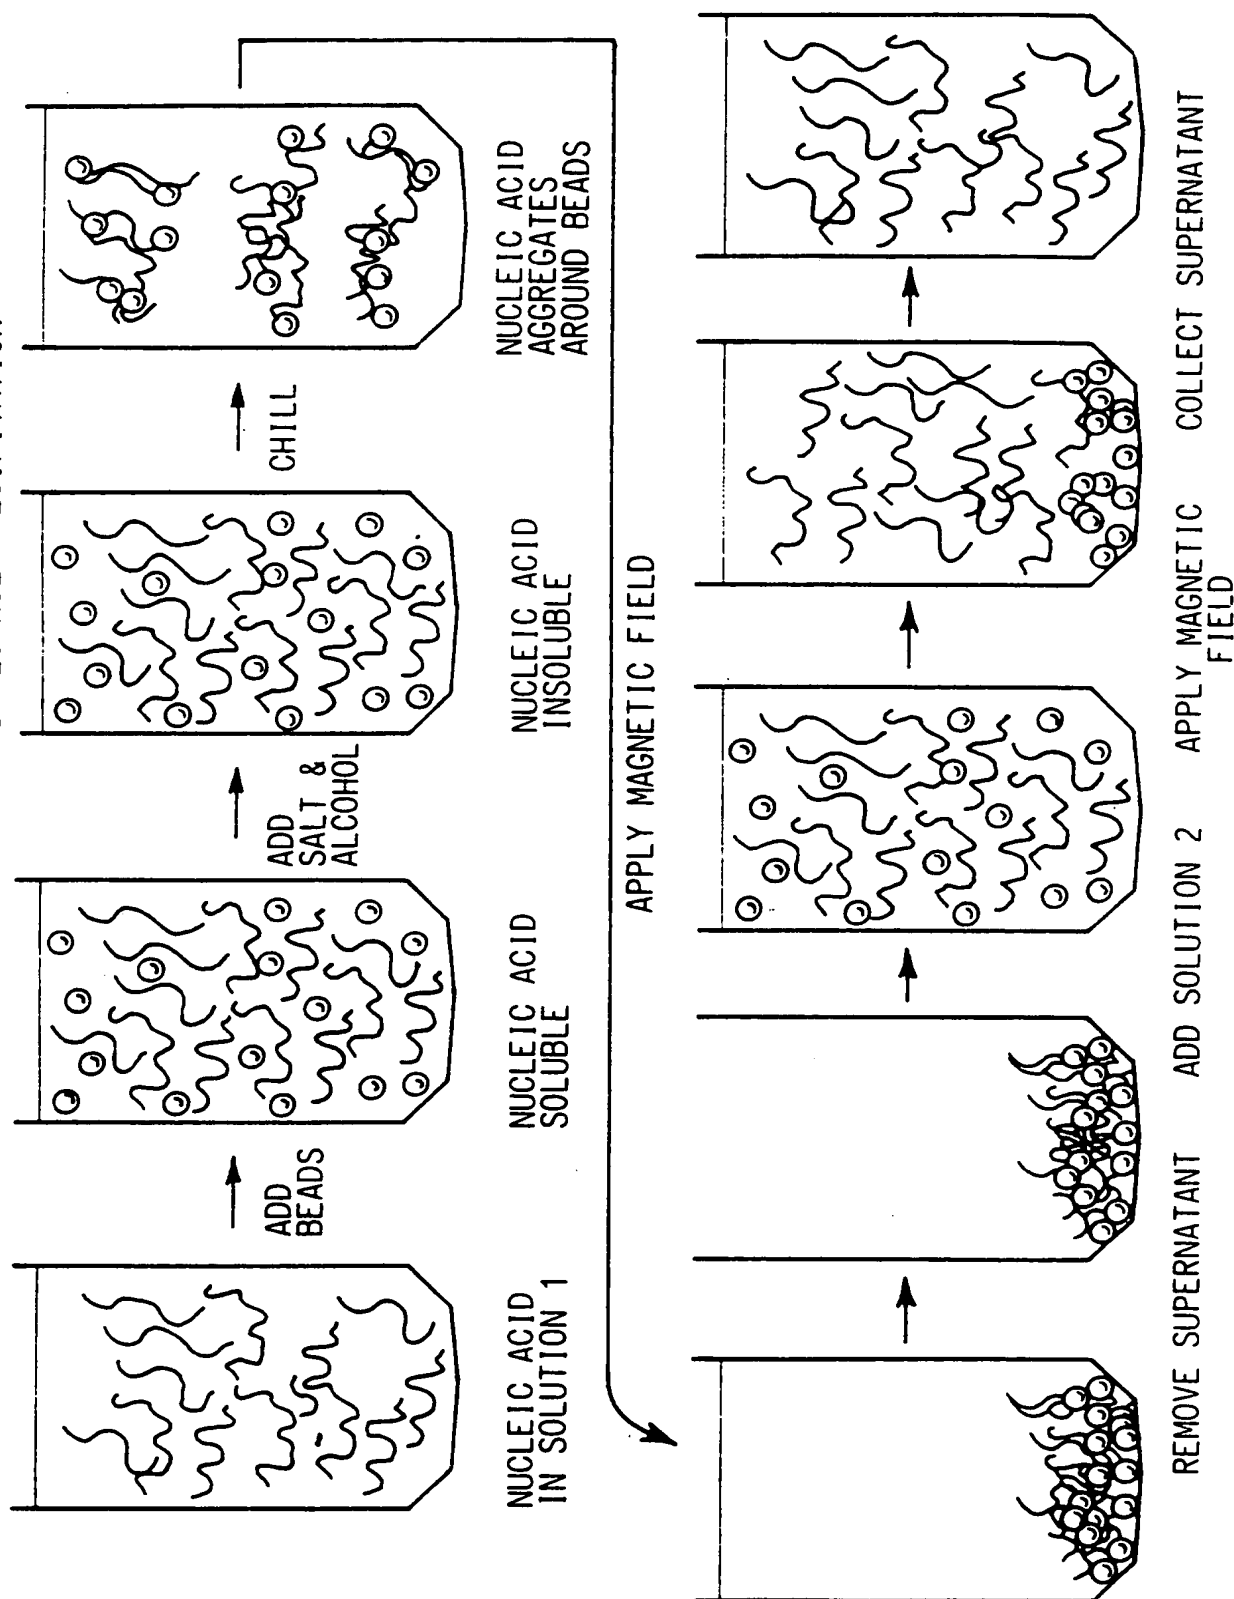 NUCLEIC ACID
IN SOLUTION 1
ADD
BEADS
NUCLEIC ACID
SOLUBLE
ADD
SALT &
ALCOHOL
NUCLEIC ACID
INSOLUBLE
CHILL
NUCLEIC ACID
AGGREGATES
AROUND BEADS
APPLY MAGNETIC FIELD
REMOVE SUPERNATANT
ADD SOLUTION 2
APPLY MAGNETIC
FIELD
COLLECT SUPERNATANT